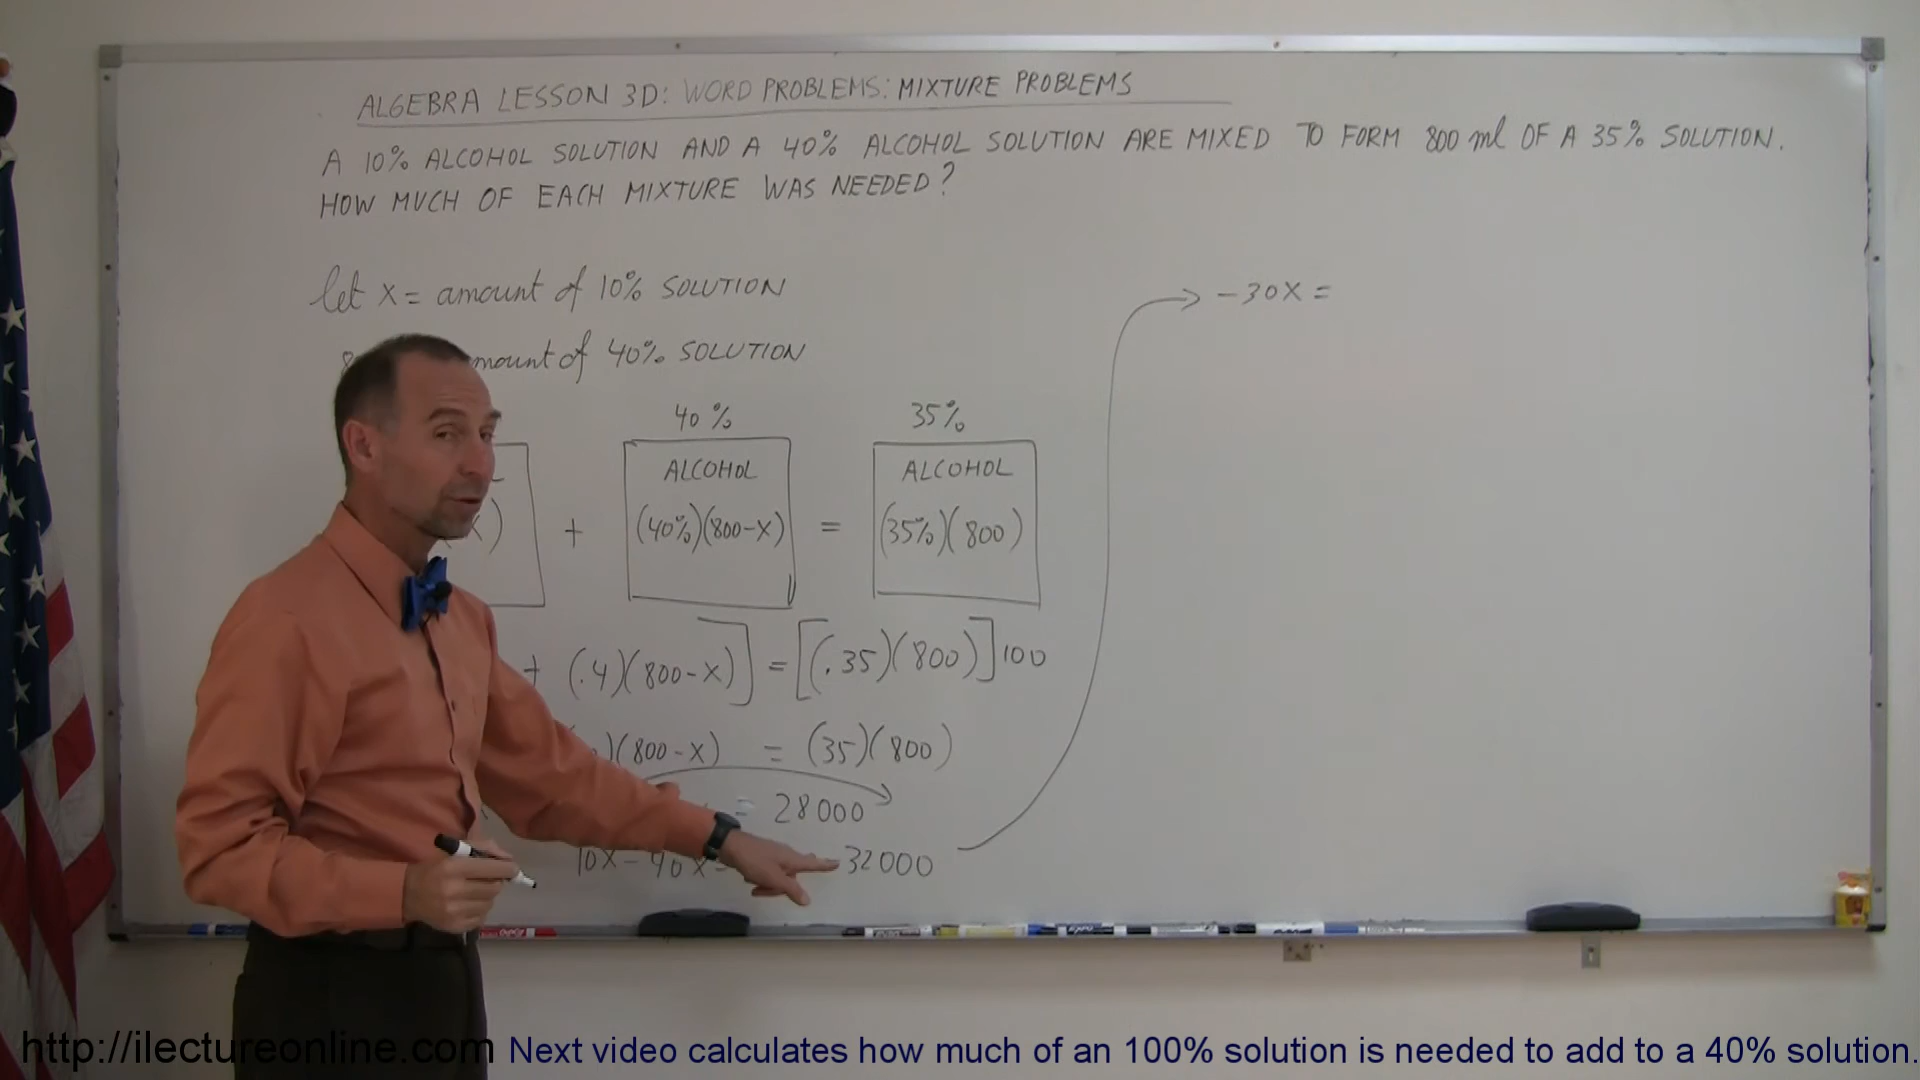 ALGEBRA LESSON 3D: WORD PROBLEMS: MIXTURE PROBLEMS
A 10% ALCOHOL SOLUTION AND A 40% ALCOHOL SOLUTION ARE MIXED TO FORM 800 ml OF A 35% SOLUTION.
HOW MUCH OF EACH MIXTURE WAS NEEDED?
let x = amount of 10% SOLUTION
-30X =
8 mount of 40% SOLUTION
40% 35%
ALCOHOL ALCOHOL
X) + (40%)(800-X) = (35%)(800)
+ (.4)(800-X)] = [(.35)(800)]100
)(800-X) = (35)(800)
= 28000
10X - 40X = 32000
http://ilectureonline.com Next video calculates how much of an 100% solution is needed to add to a 40% solution.